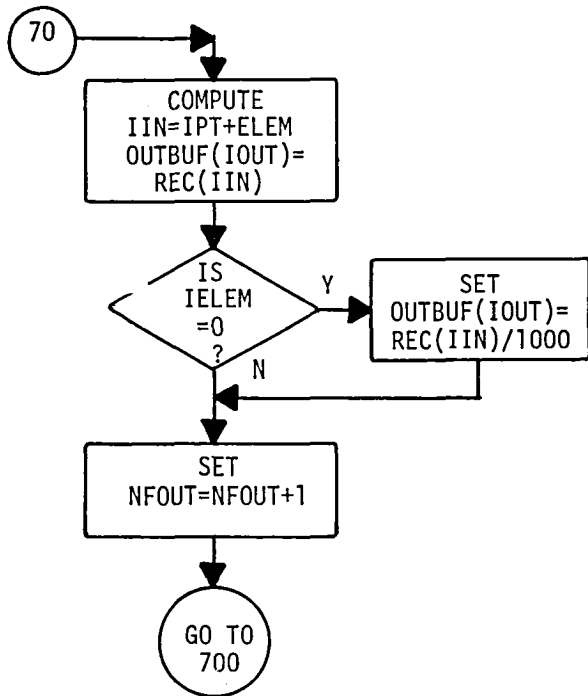 70
COMPUTE
IIN=IPT+ELEM
OUTBUF(IOUT)=
REC(IIN)
IS
IELEM
=0
?
Y
N
SET
OUTBUF(IOUT)=
REC(IIN)/1000
SET
NFOUT=NFOUT+1
GO TO
700